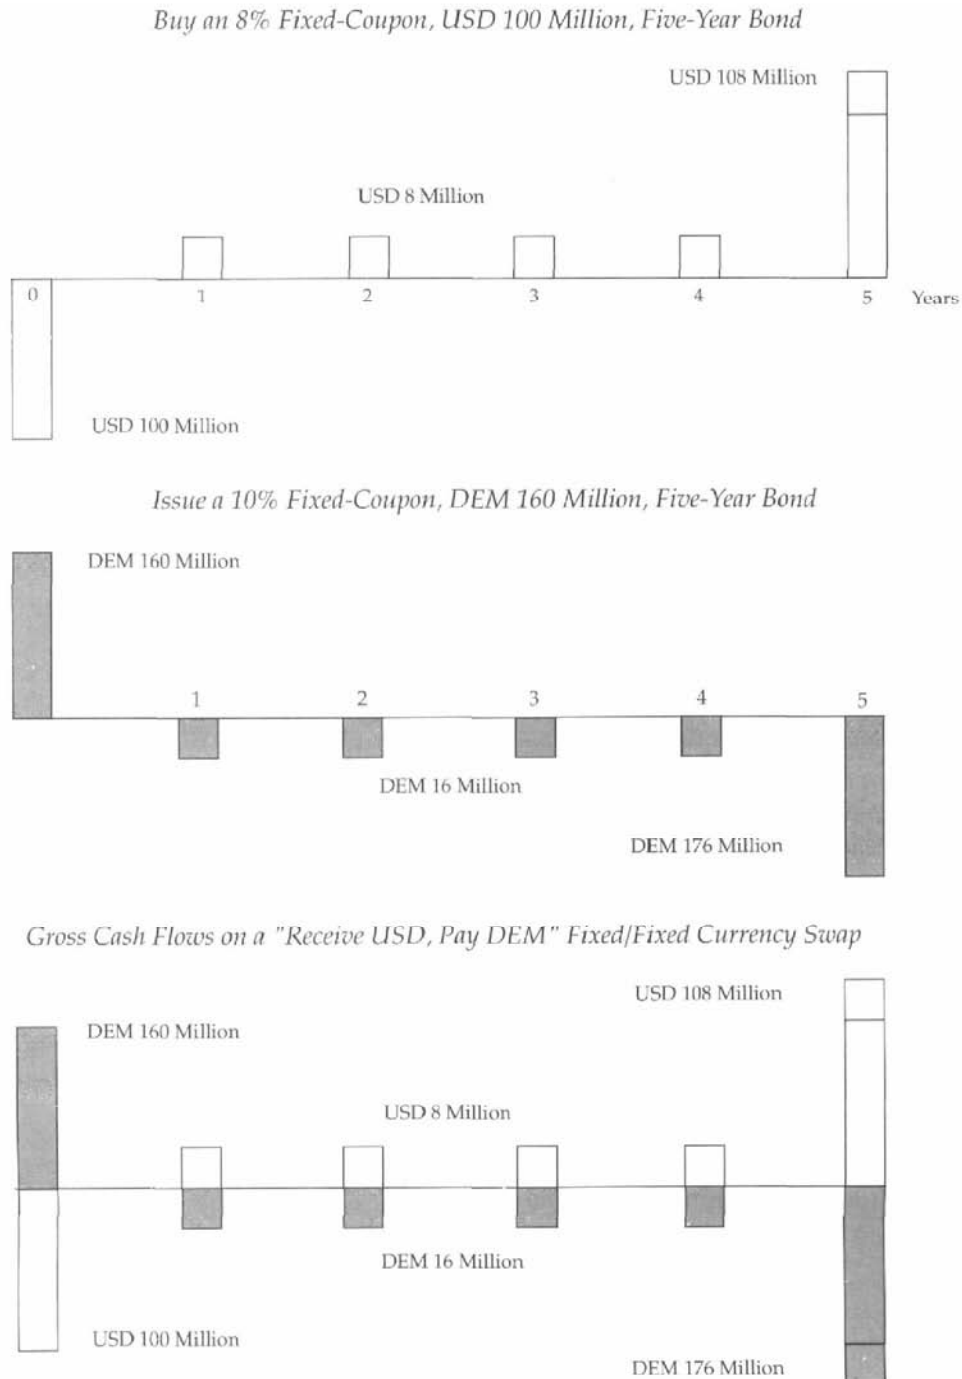 Buy an 8% Fixed-Coupon, USD 100 Million, Five-Year Bond
USD 108 Million
USD 8 Million
0 1 2 3 4 5 Years
USD 100 Million
Issue a 10% Fixed-Coupon, DEM 160 Million, Five-Year Bond
DEM 160 Million
1 2 3 4 5
DEM 16 Million
DEM 176 Million
Gross Cash Flows on a "Receive USD, Pay DEM" Fixed/Fixed Currency Swap
USD 108 Million
DEM 160 Million
USD 8 Million
DEM 16 Million
USD 100 Million
DEM 176 Million